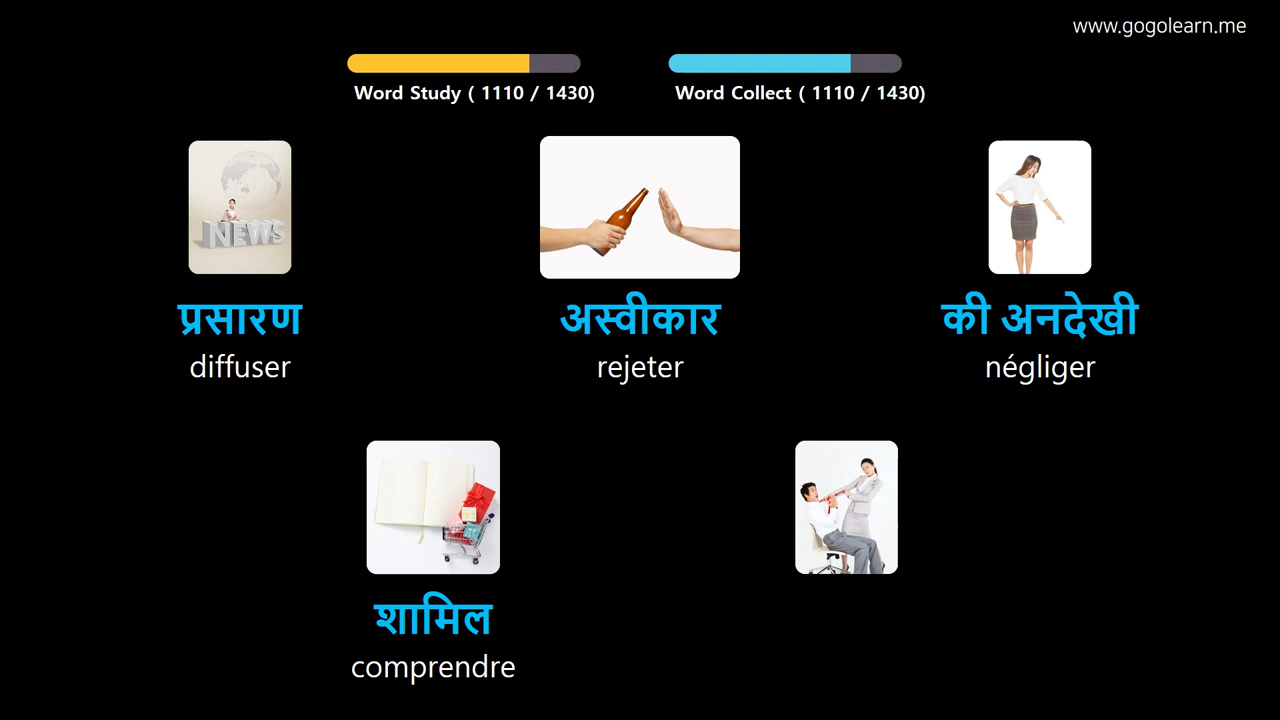 www.gogolearn.me
Word Study ( 1110 / 1430)
Word Collect ( 1110 / 1430)
NEWS
प्रसारण
diffuser
अस्वीकार
rejeter
की अनदेखी
négliger
शामिल
comprendre